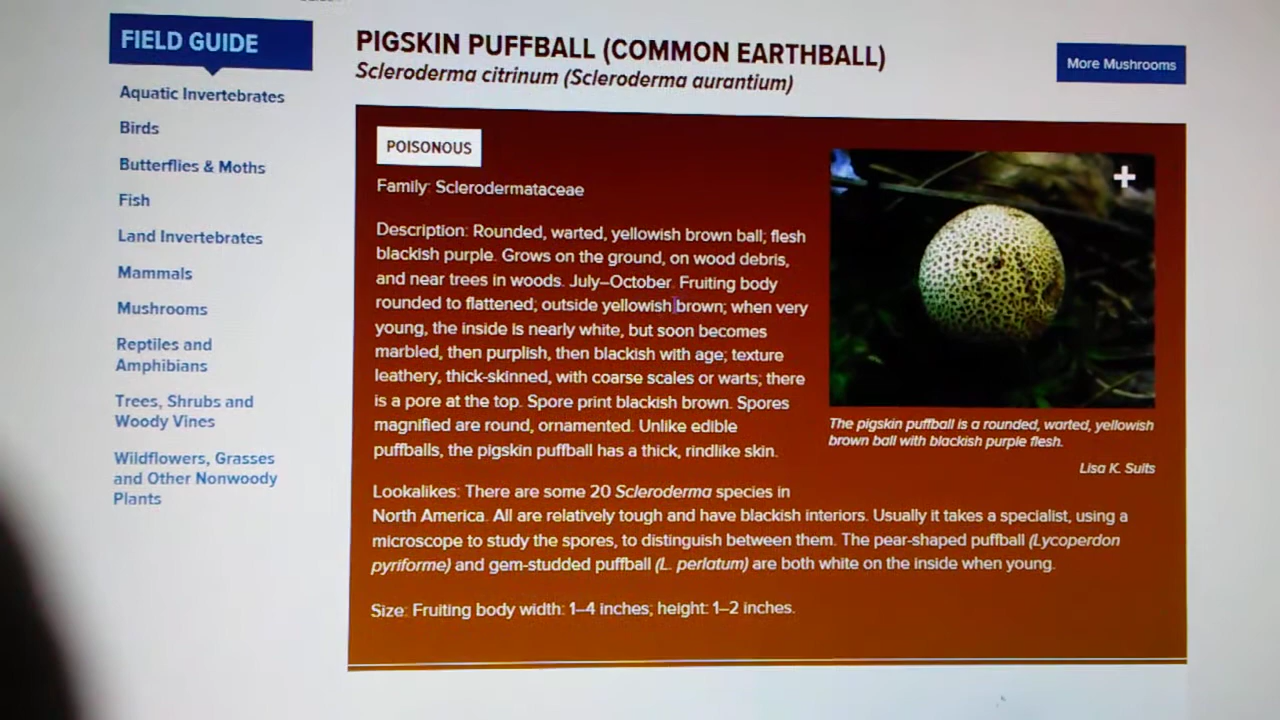 FIELD GUIDE
Aquatic Invertebrates
Birds
Butterflies & Moths
Fish
Land Invertebrates
Mammals
Mushrooms
Reptiles and
Amphibians
Trees, Shrubs and
Woody Vines
Wildflowers, Grasses
and Other Nonwoody
Plants
PIGSKIN PUFFBALL (COMMON EARTHBALL)
Scleroderma citrinum (Scleroderma aurantium)
More Mushrooms
POISONOUS
Family: Sclerodermataceae
Description: Rounded, warted, yellowish brown ball; flesh
blackish purple. Grows on the ground, on wood debris,
and near trees in woods. July–October. Fruiting body
rounded to flattened; outside yellowish brown; when very
young, the inside is nearly white, but soon becomes
marbled, then purplish, then blackish with age; texture
leathery, thick-skinned, with coarse scales or warts; there
is a pore at the top. Spore print blackish brown. Spores
magnified are round, ornamented. Unlike edible
puffballs, the pigskin puffball has a thick, rindlike skin.
The pigskin puffball is a rounded, warted, yellowish
brown ball with blackish purple flesh.
Lisa K. Suits
Lookalikes: There are some 20 Scleroderma species in
North America. All are relatively tough and have blackish interiors. Usually it takes a specialist, using a
microscope to study the spores, to distinguish between them. The pear-shaped puffball (Lycoperdon
pyriforme) and gem-studded puffball (L. perlatum) are both white on the inside when young.
Size: Fruiting body width: 1–4 inches; height: 1–2 inches.